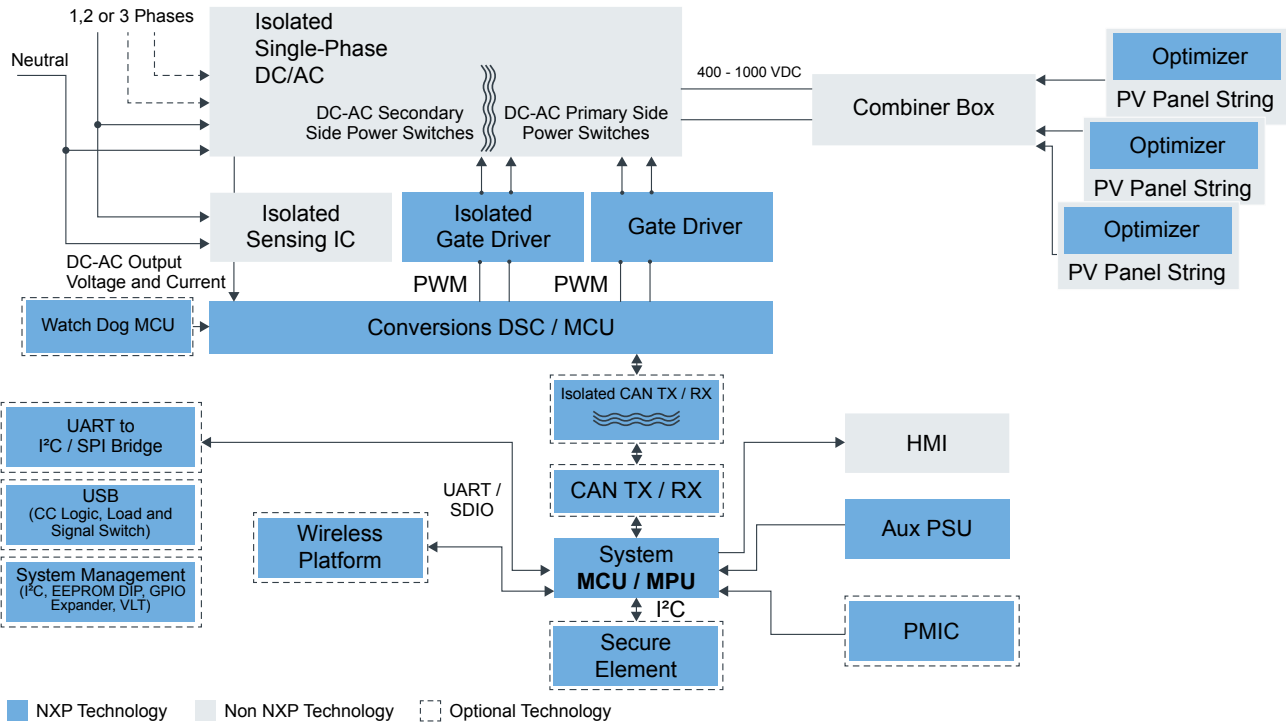 1,2 or 3 Phases
Neutral
Isolated
Single-Phase
DC/AC
DC-AC Secondary
Side Power Switches
DC-AC Primary Side
Power Switches
400 - 1000 VDC
Combiner Box
Optimizer
PV Panel String
Optimizer
PV Panel String
Optimizer
PV Panel String
Isolated
Sensing IC
Isolated
Gate Driver
Gate Driver
DC-AC Output
Voltage and Current
PWM
PWM
Watch Dog MCU
Conversions DSC / MCU
Isolated CAN TX / RX
UART to
I²C / SPI Bridge
HMI
USB
(CC Logic, Load and
Signal Switch)
UART /
SDIO
CAN TX / RX
Wireless
Platform
System
MCU / MPU
Aux PSU
System Management
(I²C, EEPROM DIP, GPIO
Expander, VLT)
I²C
Secure
Element
PMIC
NXP Technology
Non NXP Technology
Optional Technology